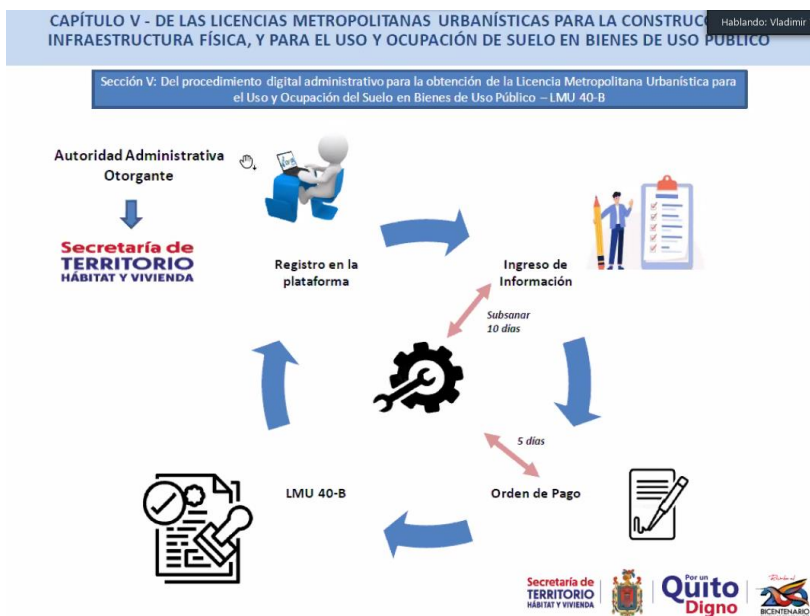 CAPÍTULO V - DE LAS LICENCIAS METROPOLITANAS URBANÍSTICAS PARA LA
Hablando: Vladimir
INFRAESTRUCTURA FÍSICA, Y PARA EL USO Y OCUPACIÓN DE SUELO EN BIENES DE USO PÚBLICO
Sección V: Del procedimiento digital administrativo para la obtención de la Licencia Metropolitana Urbanística para
el Uso y Ocupación del Suelo en Bienes de Uso Público – LMU 40-B
Autoridad Administrativa
Otorgante
Secretaría de
TERRITORIO
HÁBITAT Y VIVIENDA
Registro en la
plataforma
Ingreso de
Información
Subsanar
10 días
5 días
LMU 40-B
Orden de Pago
Secretaría de
TERRITORIO
HÁBITAT Y VIVIENDA
Por un
Quito
Digno
BICENTENARIO